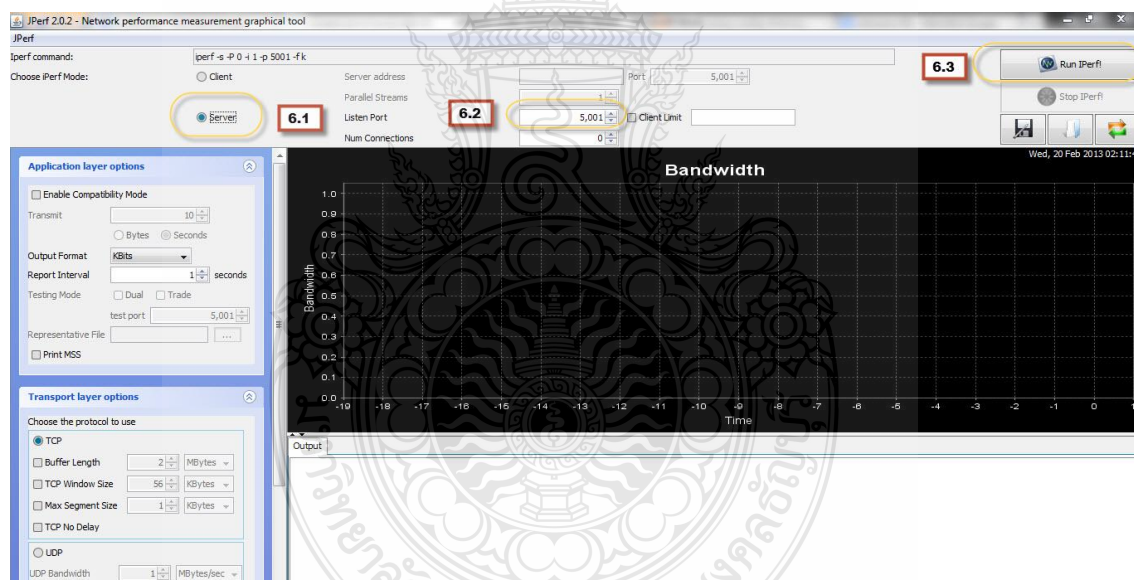 JPerf 2.0.2 - Network performance measurement graphical tool
JPerf
Iperf command: iperf -s -P 0 -i 1 -p 5001 -f k
Choose iPerf Mode: Client Server address Port 5,001
Parallel Streams 1
Server 6.1 6.2 Listen Port 5,001 Client Limit
Num Connections 0
6.3 Run IPerf!
Stop IPerf!
Application layer options
Enable Compatibility Mode
Transmit 10
Bytes Seconds
Output Format KBits
Report Interval 1 seconds
Testing Mode Dual Trade
test port 5,001
Representative File ...
Print MSS
Transport layer options
Choose the protocol to use
TCP
Buffer Length 2 MBytes
TCP Window Size 56 KBytes
Max Segment Size 1 KBytes
TCP No Delay
UDP
UDP Bandwidth 1 MBytes/sec
Wed, 20 Feb 2013 02:11:
Bandwidth
Bandwidth
1.0
0.9
0.8
0.7
0.6
0.5
0.4
0.3
0.2
0.1
0.0
-19 -18 -17 -16 -15 -14 -13 -12 -11 -10 -9 -8 -7 -6 -5 -4 -3 -2 -1 0 1
Time
Output